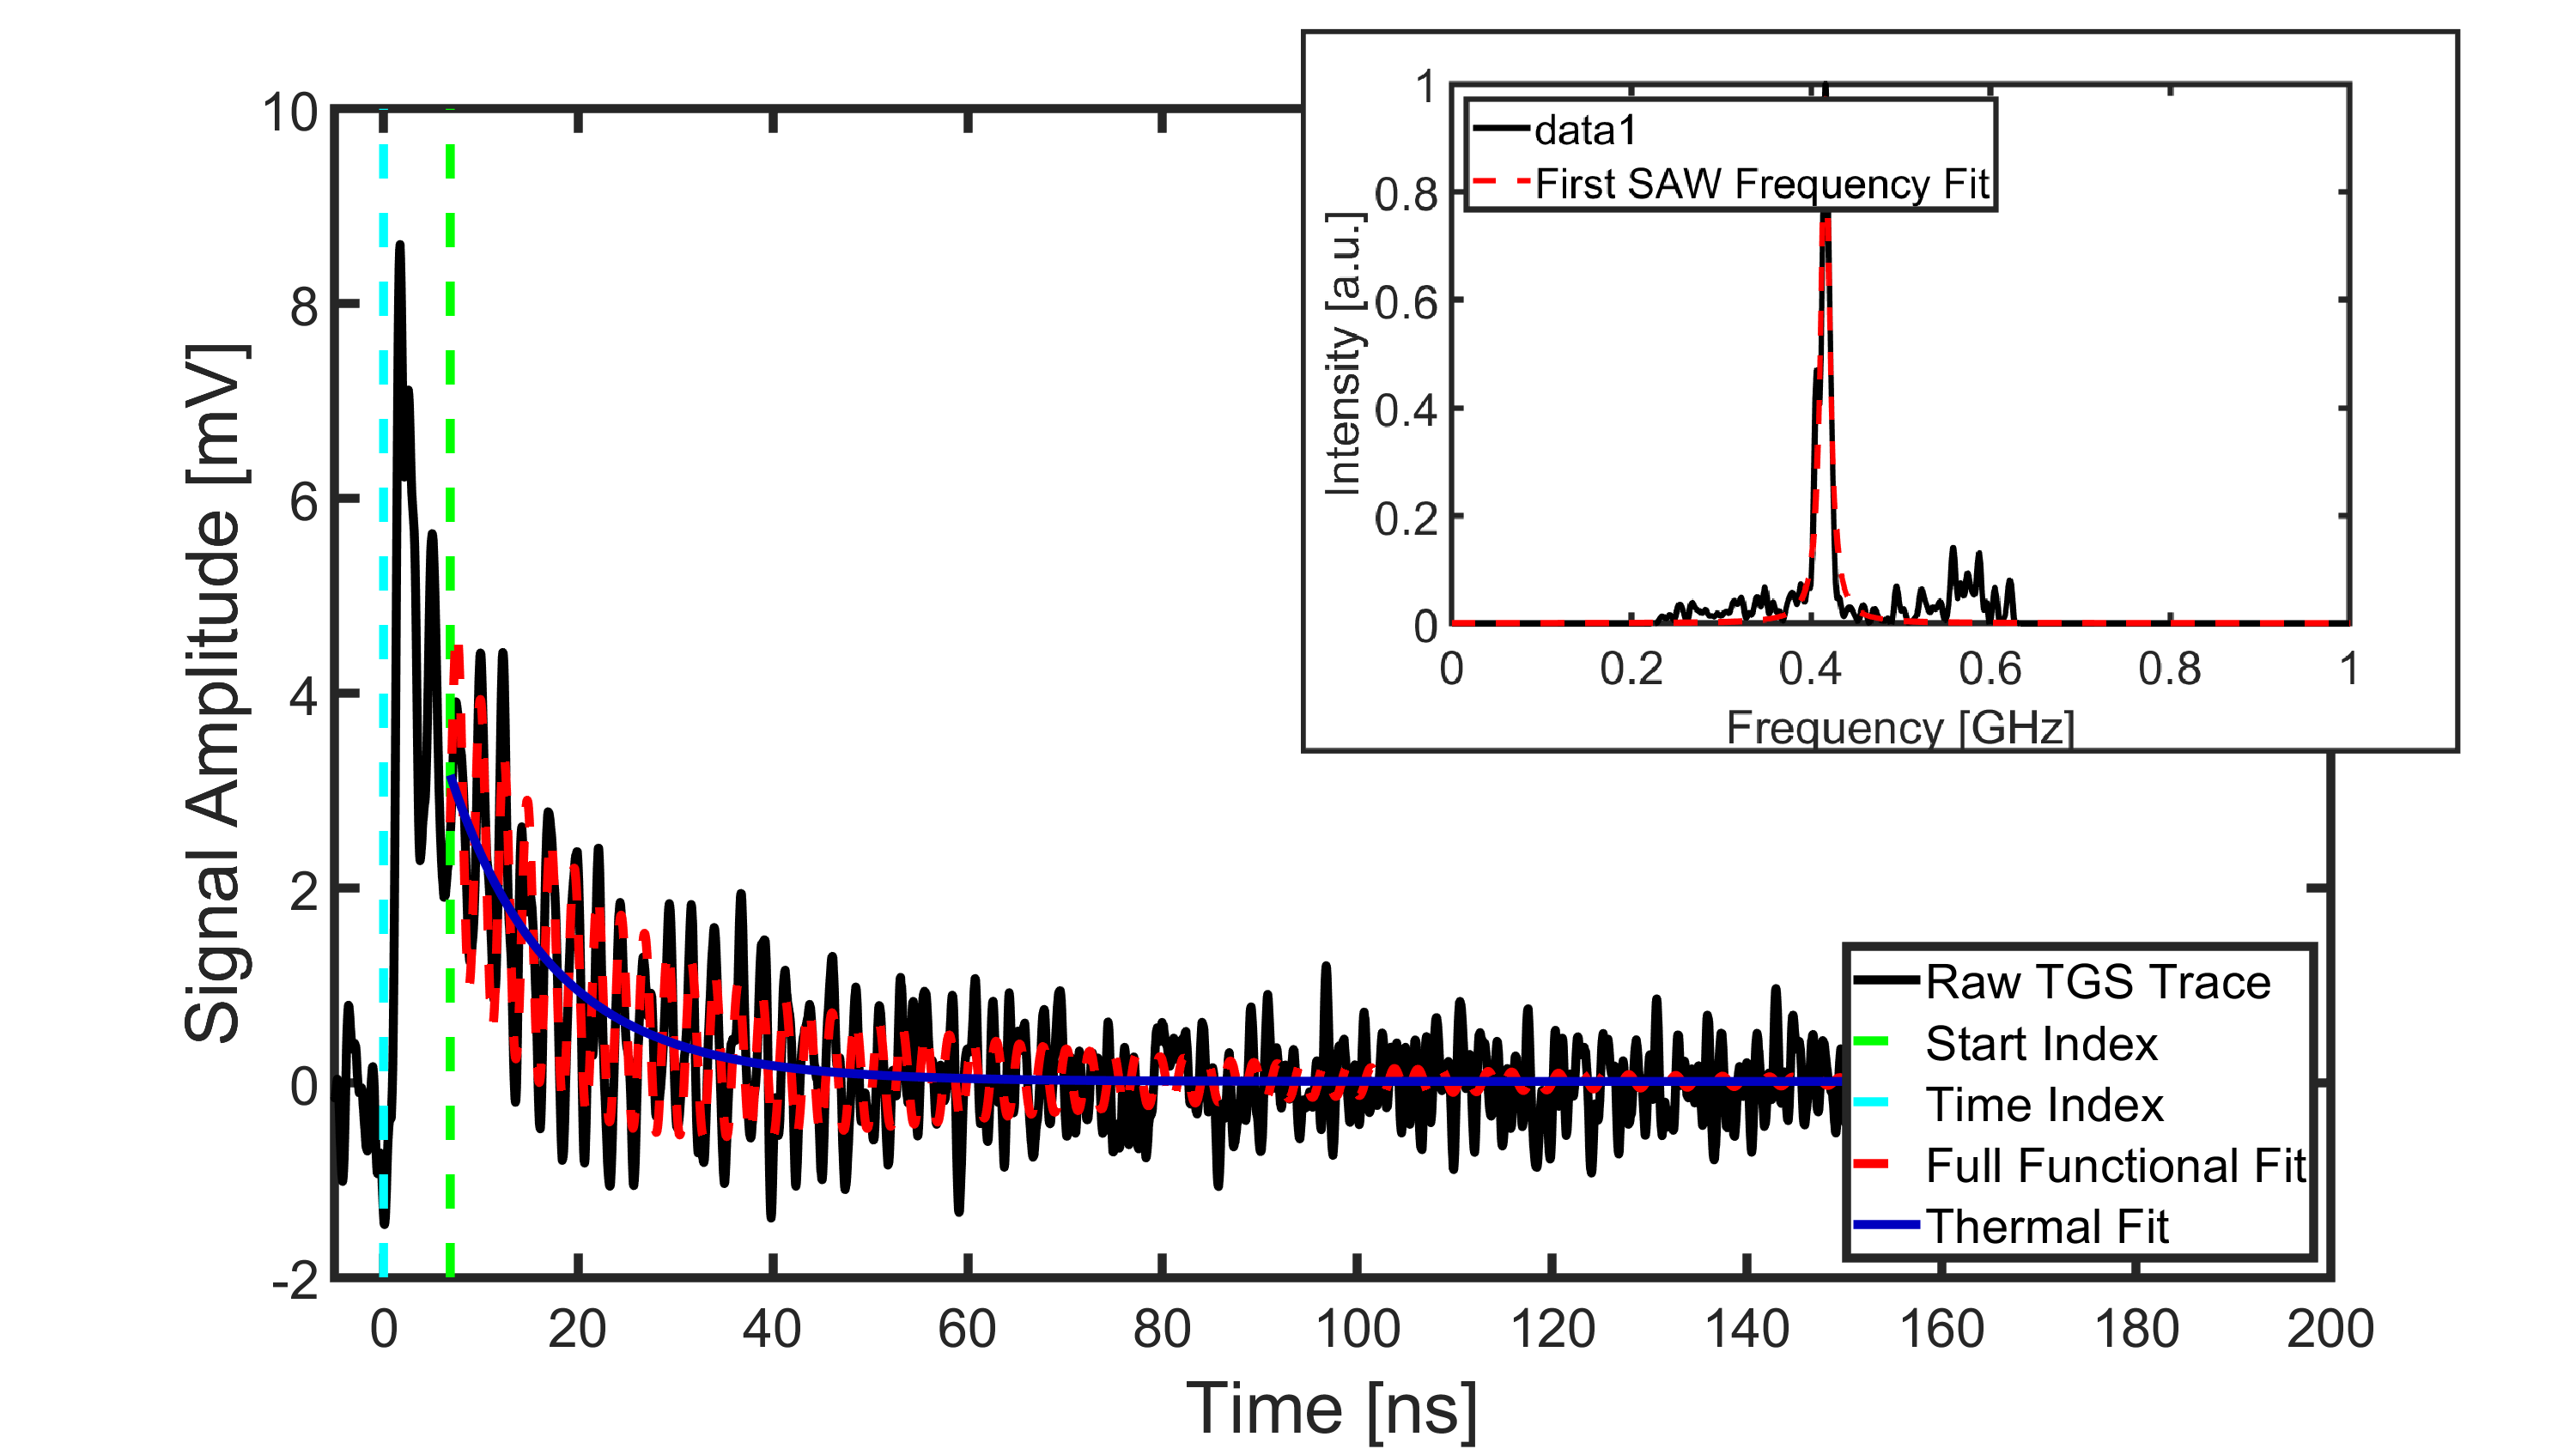 10
8
6
4
2
0
-2
Signal Amplitude [mV]
0 20 40 60 80 100 120 140 160 180 200
Time [ns]
1
0.8
0.6
0.4
0.2
0
Intensity [a.u.]
data1
First SAW Frequency Fit
0 0.2 0.4 0.6 0.8 1
Frequency [GHz]
Raw TGS Trace
Start Index
Time Index
Full Functional Fit
Thermal Fit